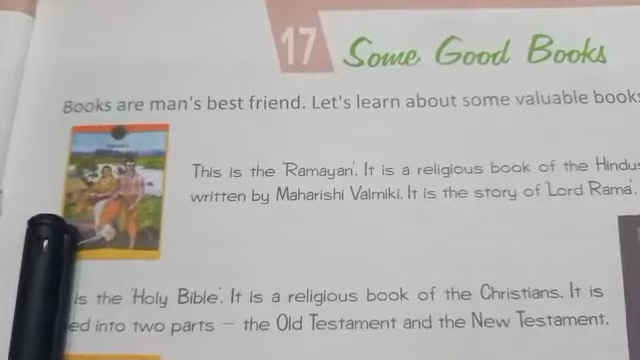 17 Some Good Books
Books are man's best friend. Let's learn about some valuable books
This is the 'Ramayan'. It is a religious book of the Hindus
written by Maharishi Valmiki. It is the story of 'Lord Rama'.
is the 'Holy Bible'. It is a religious book of the Christians. It is
ed into two parts – the Old Testament and the New Testament.